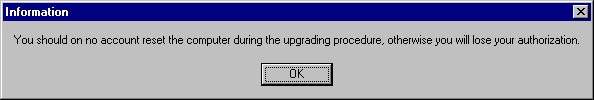 Information
You should on no account reset the computer during the upgrading procedure, otherwise you will lose your authorization.
OK